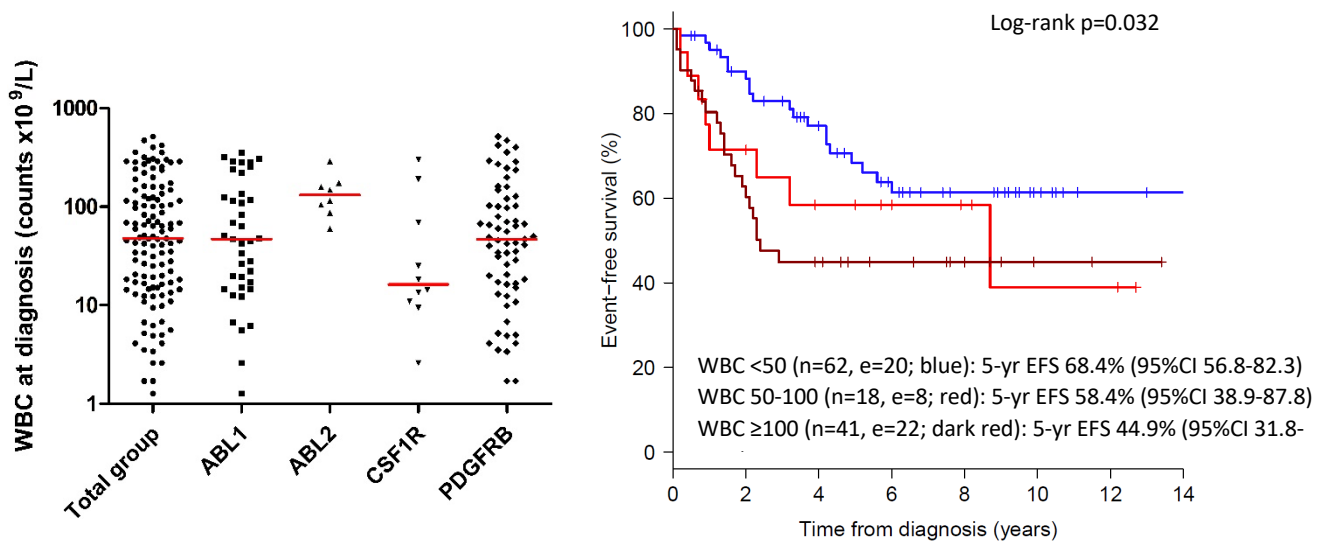 WBC at diagnosis (counts x10^9/L)
1000
100
10
1
Total group
ABL1
ABL2
CSF1R
PDGFRB
Log-rank p=0.032
Event−free survival (%)
100
80
60
40
20
0
WBC <50 (n=62, e=20; blue): 5-yr EFS 68.4% (95%CI 56.8-82.3)
WBC 50-100 (n=18, e=8; red): 5-yr EFS 58.4% (95%CI 38.9-87.8)
WBC ≥100 (n=41, e=22; dark red): 5-yr EFS 44.9% (95%CI 31.8-
0 2 4 6 8 10 12 14
Time from diagnosis (years)